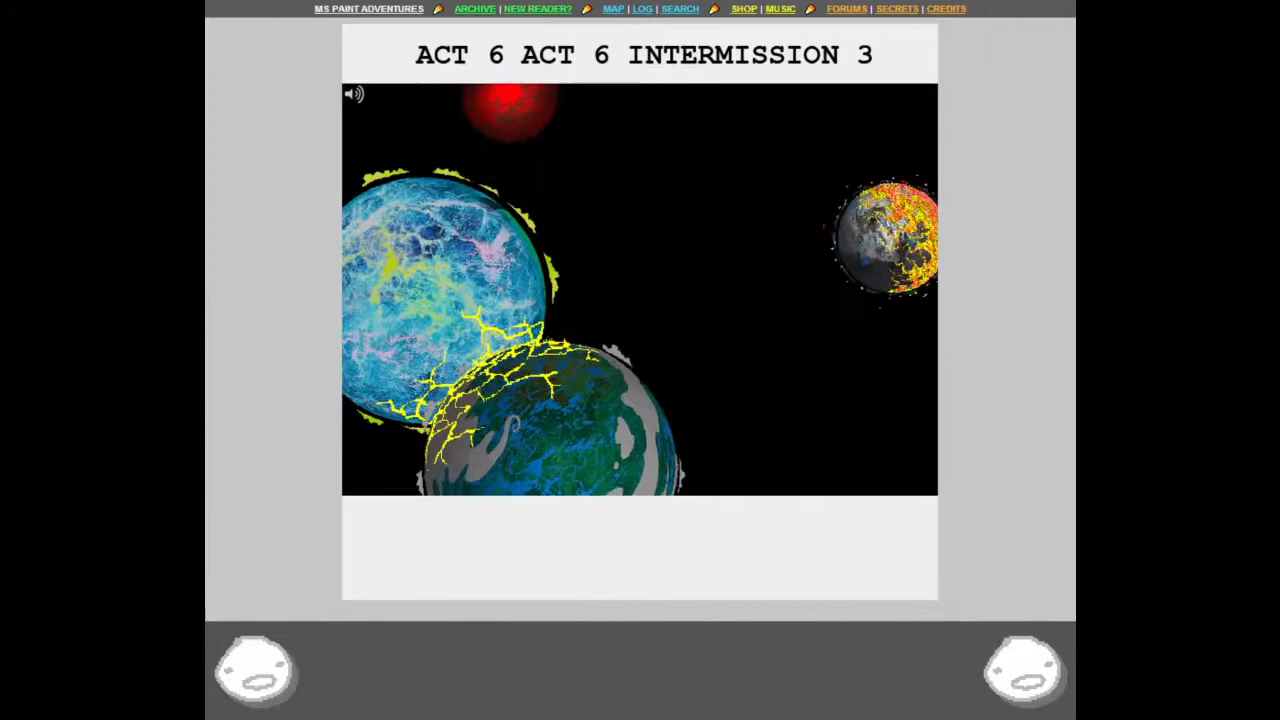 MS PAINT ADVENTURES ARCHIVE | NEW READER? MAP | LOG | SEARCH SHOP | MUSIC FORUMS | SECRETS | CREDITS
ACT 6 ACT 6 INTERMISSION 3